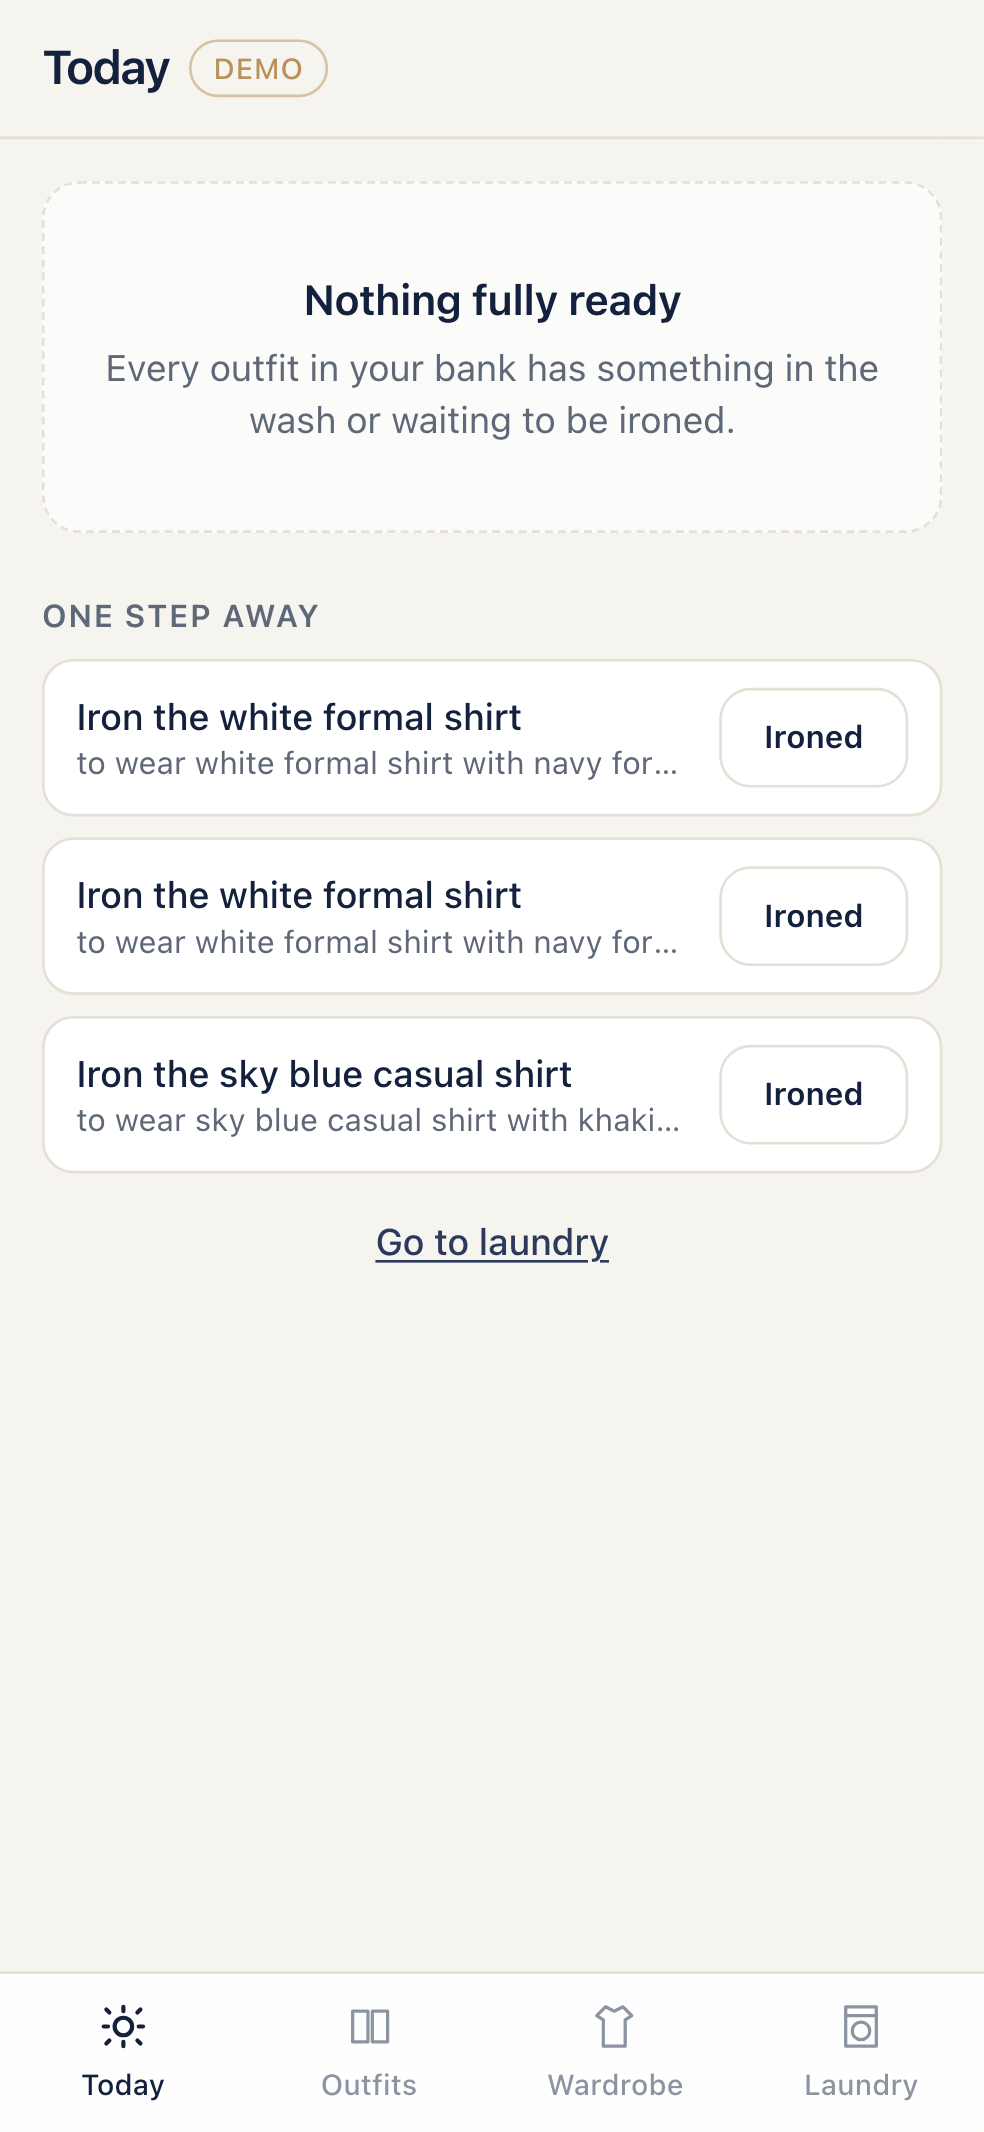 Today DEMO
Nothing fully ready
Every outfit in your bank has something in the
wash or waiting to be ironed.
ONE STEP AWAY
Iron the white formal shirt
to wear white formal shirt with navy for...
Ironed
Iron the white formal shirt
to wear white formal shirt with navy for...
Ironed
Iron the sky blue casual shirt
to wear sky blue casual shirt with khaki...
Ironed
Go to laundry
Today Outfits Wardrobe Laundry